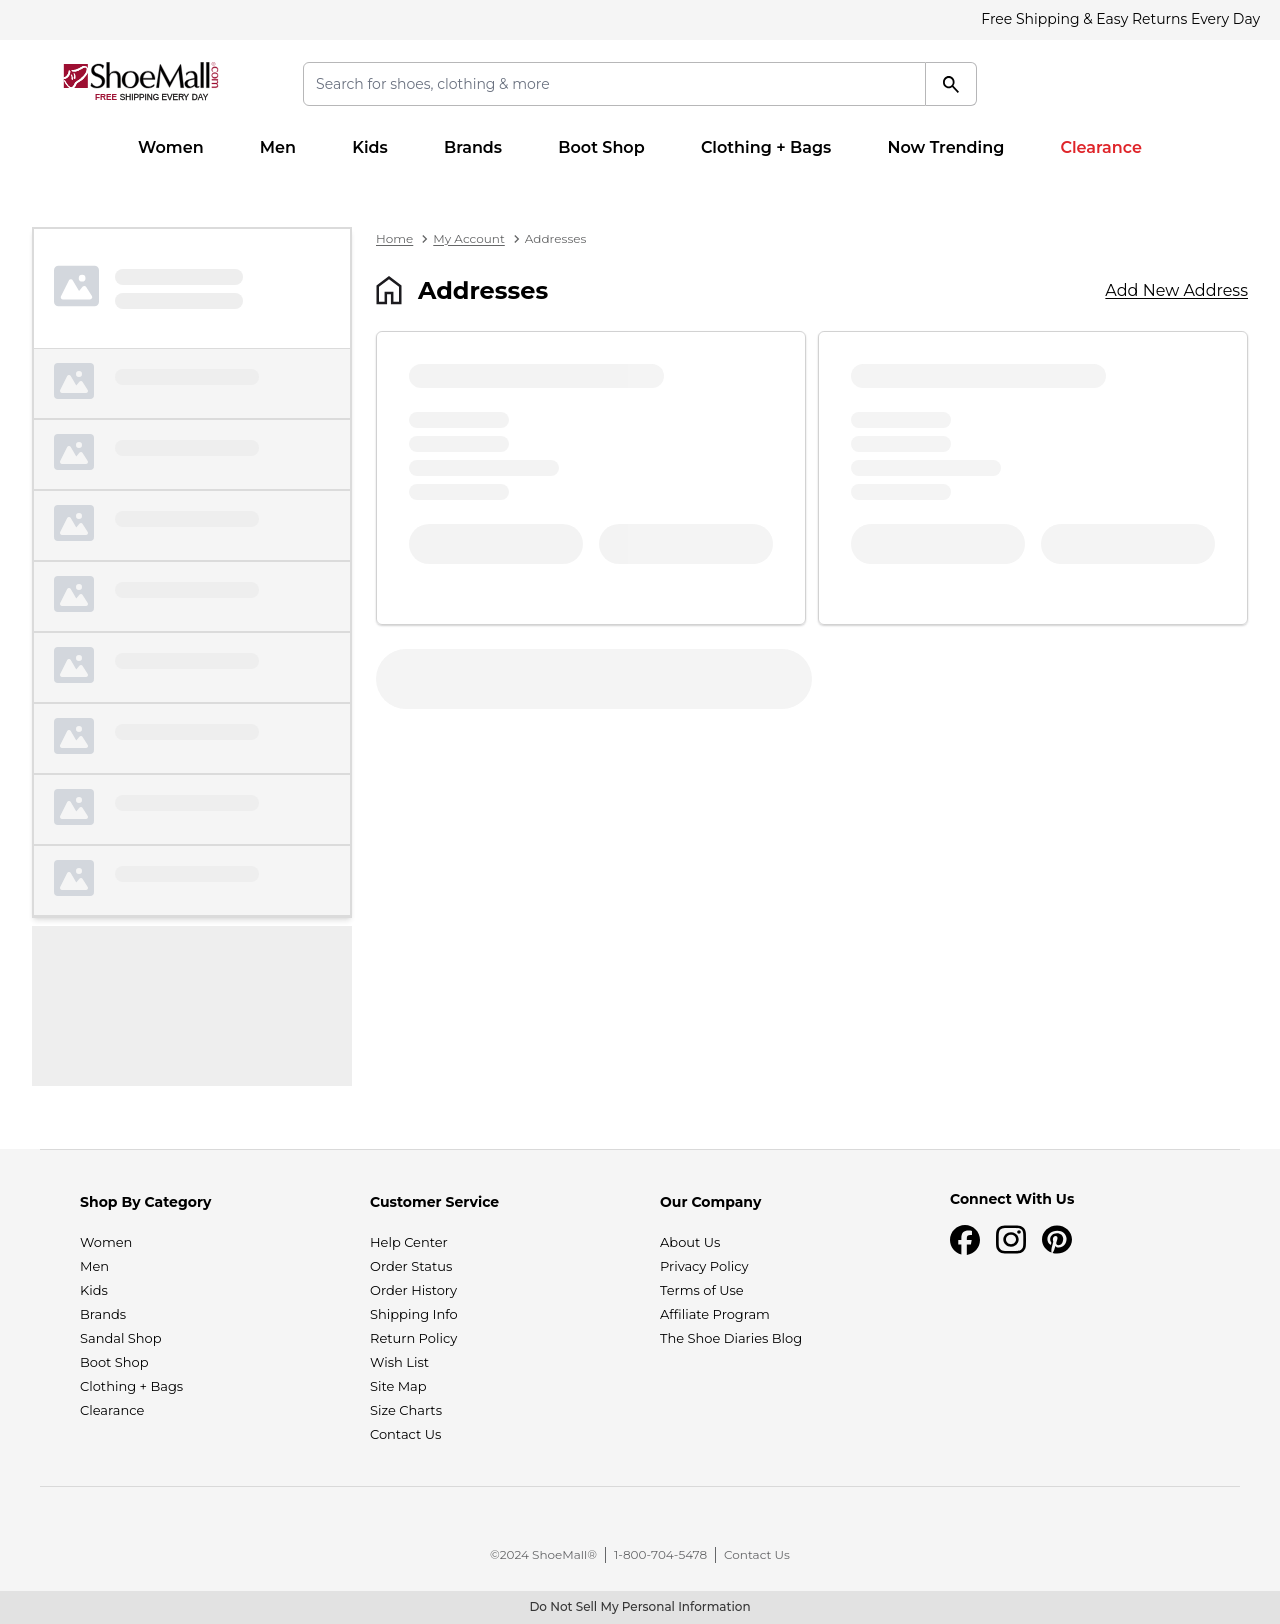 Free Shipping & Easy Returns Every Day
ShoeMall.com
FREE SHIPPING EVERY DAY
Search for shoes, clothing & more
Women
Men
Kids
Brands
Boot Shop
Clothing + Bags
Now Trending
Clearance
Home
My Account
Addresses
Addresses
Add New Address
Shop By Category
Women
Men
Kids
Brands
Sandal Shop
Boot Shop
Clothing + Bags
Clearance
Customer Service
Help Center
Order Status
Order History
Shipping Info
Return Policy
Wish List
Site Map
Size Charts
Contact Us
Our Company
About Us
Privacy Policy
Terms of Use
Affiliate Program
The Shoe Diaries Blog
Connect With Us
©2024 ShoeMall®
1-800-704-5478
Contact Us
Do Not Sell My Personal Information